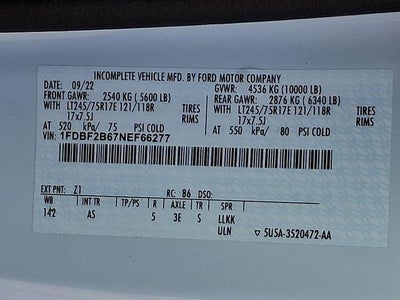 INCOMPLETE VEHICLE MFD. BY FORD MOTOR COMPANY
DATE: 09/22 GVWR: 4536 KG (10000 LB)
FRONT GAWR: 2540 KG (5600 LB) REAR GAWR: 2876 KG (6340 LB)
WITH LT245/75R17E 121/118R TIRES WITH LT245/75R17E 121/118R TIRES
17x7.5J RIMS 17x7.5J RIMS
AT 520 kPa/ 75 PSI COLD AT 550 kPa/ 80 PSI COLD
VIN: 1FDBF2B67NEF66277
EXT PNT: Z1 RC: 86 DSO:
WB INT TR TP/PS R AXLE TR SPR
142 AS 5 3E S LLKK
ULN ▽ 5U5A-3520472-AA